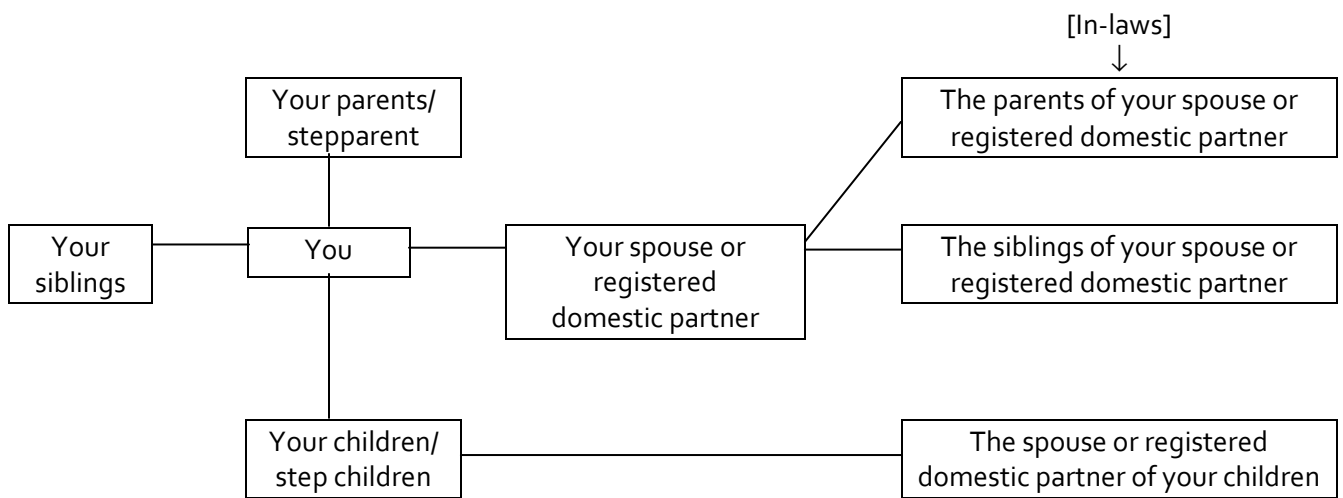 [In-laws]
↓
Your parents/
stepparent
The parents of your spouse or
registered domestic partner
Your
siblings
You
Your spouse or
registered
domestic partner
The siblings of your spouse or
registered domestic partner
Your children/
step children
The spouse or registered
domestic partner of your children